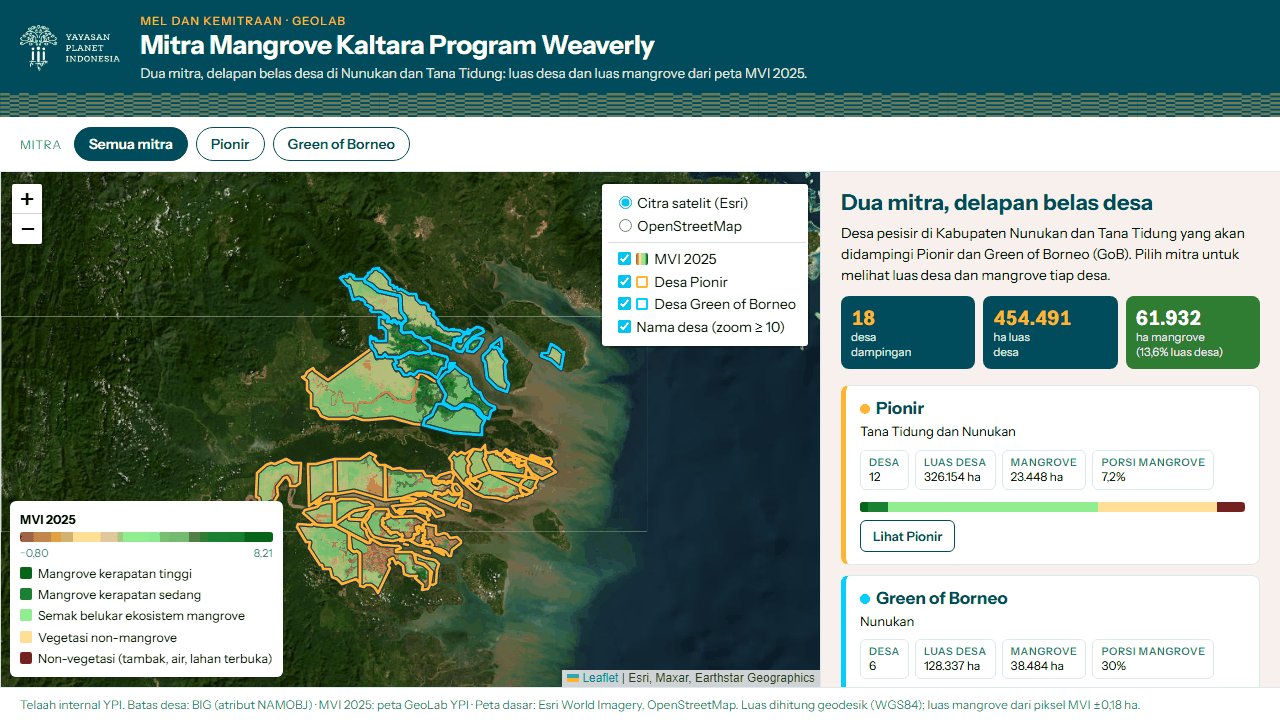 YAYASAN
PLANET
INDONESIA
MEL DAN KEMITRAAN · GEOLAB
Mitra Mangrove Kaltara Program Weaverly
Dua mitra, delapan belas desa di Nunukan dan Tana Tidung: luas desa dan luas mangrove dari peta MVI 2025.
MITRA
Semua mitra
Pionir
Green of Borneo
+
−
Citra satelit (Esri)
OpenStreetMap
MVI 2025
Desa Pionir
Desa Green of Borneo
Nama desa (zoom ≥ 10)
MVI 2025
−0.80
8,21
Mangrove kerapatan tinggi
Mangrove kerapatan sedang
Semak belukar ekosistem mangrove
Vegetasi non-mangrove
Non-vegetasi (tambak, air, lahan terbuka)
Leaflet | Esri, Maxar, Earthstar Geographics
Dua mitra, delapan belas desa
Desa pesisir di Kabupaten Nunukan dan Tana Tidung yang akan
didampingi Pionir dan Green of Borneo (GoB). Pilih mitra untuk
melihat luas desa dan mangrove tiap desa.
18
desa
dampingan
454.491
ha luas
desa
61.932
ha mangrove
(13,6% luas desa)
Pionir
Tana Tidung dan Nunukan
DESA
12
LUAS DESA
326.154 ha
MANGROVE
23.448 ha
PORSI MANGROVE
7,2%
Lihat Pionir
Green of Borneo
Nunukan
DESA
6
LUAS DESA
128.337 ha
MANGROVE
38.484 ha
PORSI MANGROVE
30%
Telaah internal YPI. Batas desa: BIG (atribut NAMOBJ) · MVI 2025: peta GeoLab YPI · Peta dasar: Esri World Imagery, OpenStreetMap. Luas dihitung geodesik (WGS84); luas mangrove dari piksel MVI ±0,18 ha.